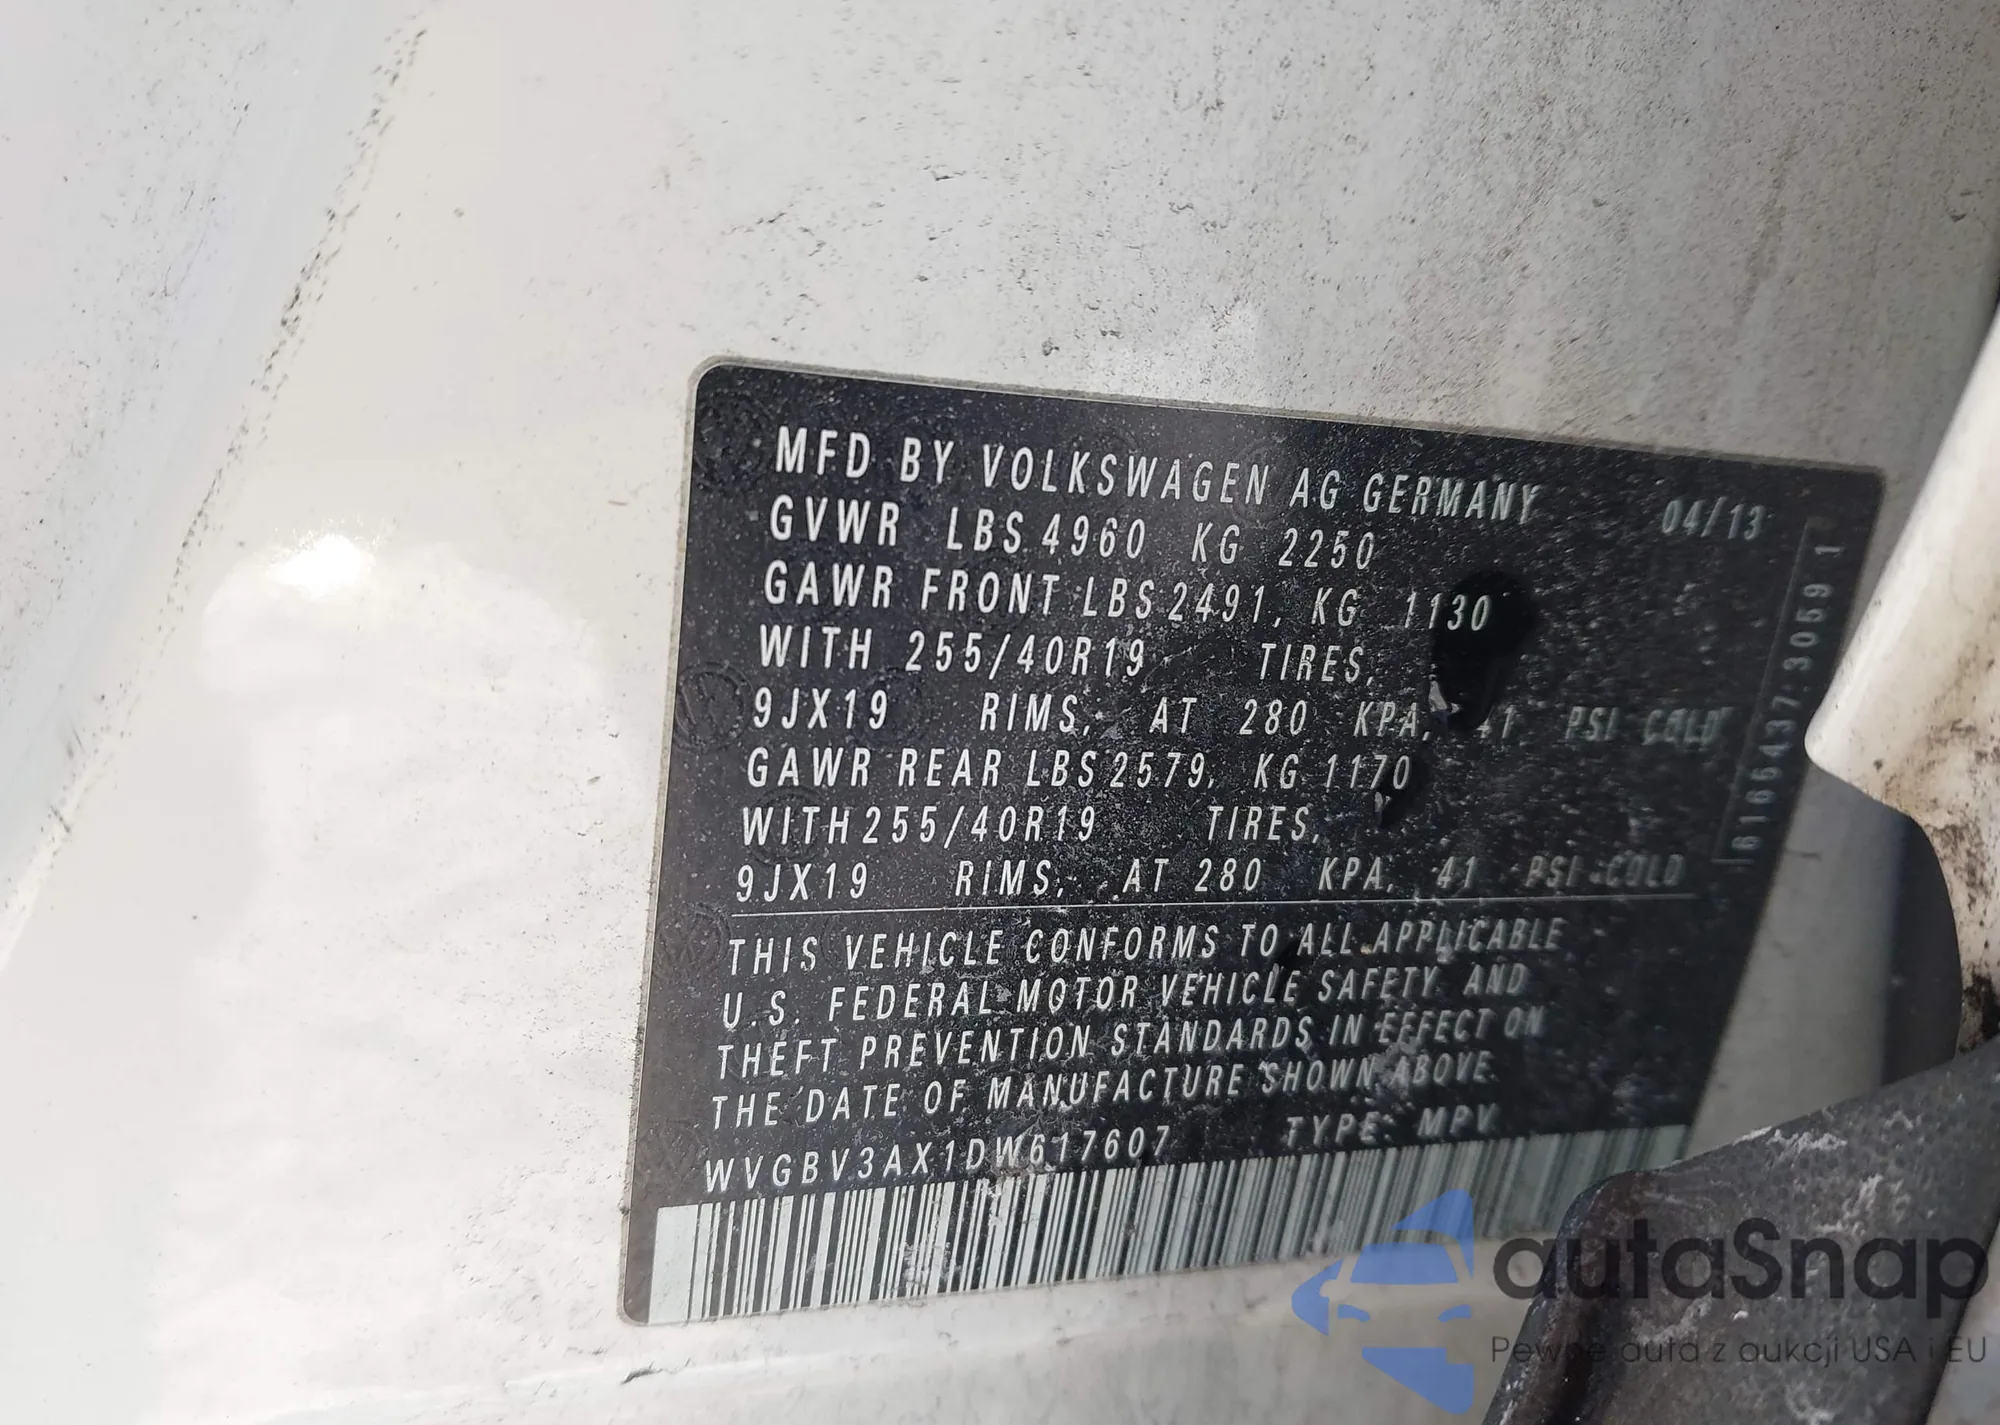 MFD BY VOLKSWAGEN AG GERMANY 04/13
GVWR LBS 4960 KG 2250
GAWR FRONT LBS 2491, KG 1130
WITH 255/40R19 TIRES,
9JX19 RIMS, AT 280 KPA, 41 PSI COLD
GAWR REAR LBS 2579, KG 1170
WITH 255/40R19 TIRES,
9JX19 RIMS, AT 280 KPA, 41 PSI COLD
THIS VEHICLE CONFORMS TO ALL APPLICABLE
U.S. FEDERAL MOTOR VEHICLE SAFETY AND
THEFT PREVENTION STANDARDS IN EFFECT ON
THE DATE OF MANUFACTURE SHOWN ABOVE.
WVGBV3AX1DW617607 TYPE: MPV
6166437.3059 1
autaSnap
Pewne auta z aukcji USA i EU